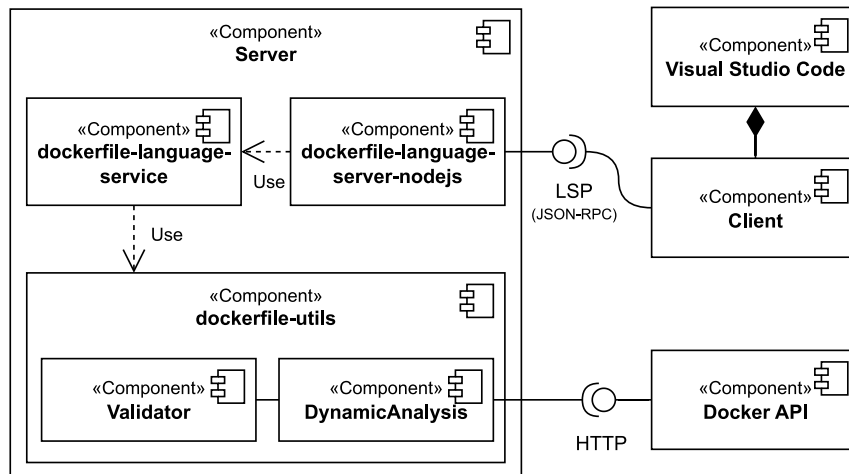 «Component»
Server
«Component»
Visual Studio Code
«Component»
dockerfile-language-
service
«Component»
dockerfile-language-
server-nodejs
Use
LSP
(JSON-RPC)
«Component»
Client
Use
«Component»
dockerfile-utils
«Component»
Validator
«Component»
DynamicAnalysis
HTTP
«Component»
Docker API